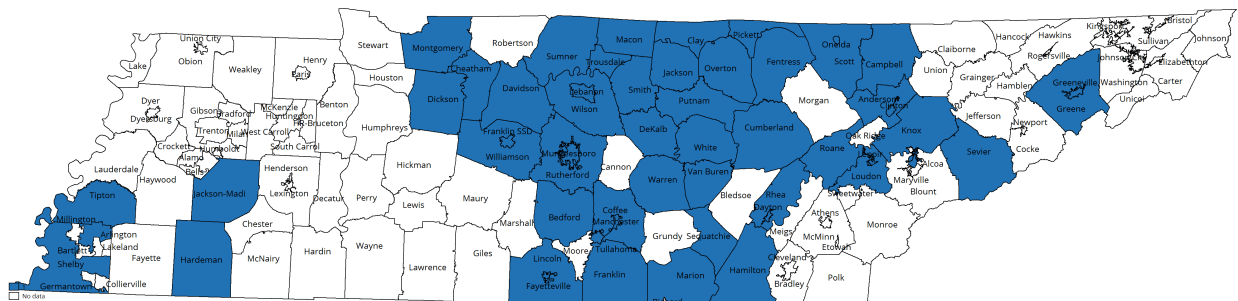 Bristol
Kingsport
Hancock
Hawkins
Johnson
Sullivan
Union City
Stewart
Robertson
Macon
Clay
Pickett
Oneida
Montgomery
Claiborne
Rogersville
Obion
Henry
Sumner
Trousdale
Scott
Fentress
Campbell
Elizabethton
Lake
Weakley
Paris
Cheatham
Jackson
Overton
Union
Grainger
Houston
Hamblen
Greeneville
Washington
Carter
Dyer
Dickson
Davidson
Lebanon
Smith
Putnam
Morgan
Anderson
Clinton
Unicoi
Gibson
Bradford
McKenzie
Huntingdon
Benton
Wilson
Greene
Dyersburg
Jefferson
Trenton
Milan
West Carroll
Humphreys
Franklin SSD
DeKalb
Cumberland
Oak Ridge
Knox
Newport
Crockett
Humboldt
South Carroll
White
Roane
Cocke
Alamo
Williamson
Murfreesboro
Sevier
Lauderdale
Haywood
Bells
Henderson
Hickman
Rutherford
Cannon
Van Buren
Loudon
Alcoa
Maryville
Warren
Blount
Tipton
Jackson-Madi
Lexington
Decatur
Perry
Lewis
Maury
Bledsoe
Rhea
Sweetwater
Dayton
Millington
Chester
Marshall
Bedford
Coffee
Manchester
Athens
Monroe
Arlington
Lakeland
Bartlett
Fayette
McNairy
Hardin
Wayne
Giles
Moore
Tullahoma
Grundy
Sequatchie
Meigs
McMinn
Etowah
Shelby
Hardeman
Lawrence
Lincoln
Franklin
Marion
Hamilton
Cleveland
Germantown
Collierville
Fayetteville
Bradley
Polk
No data